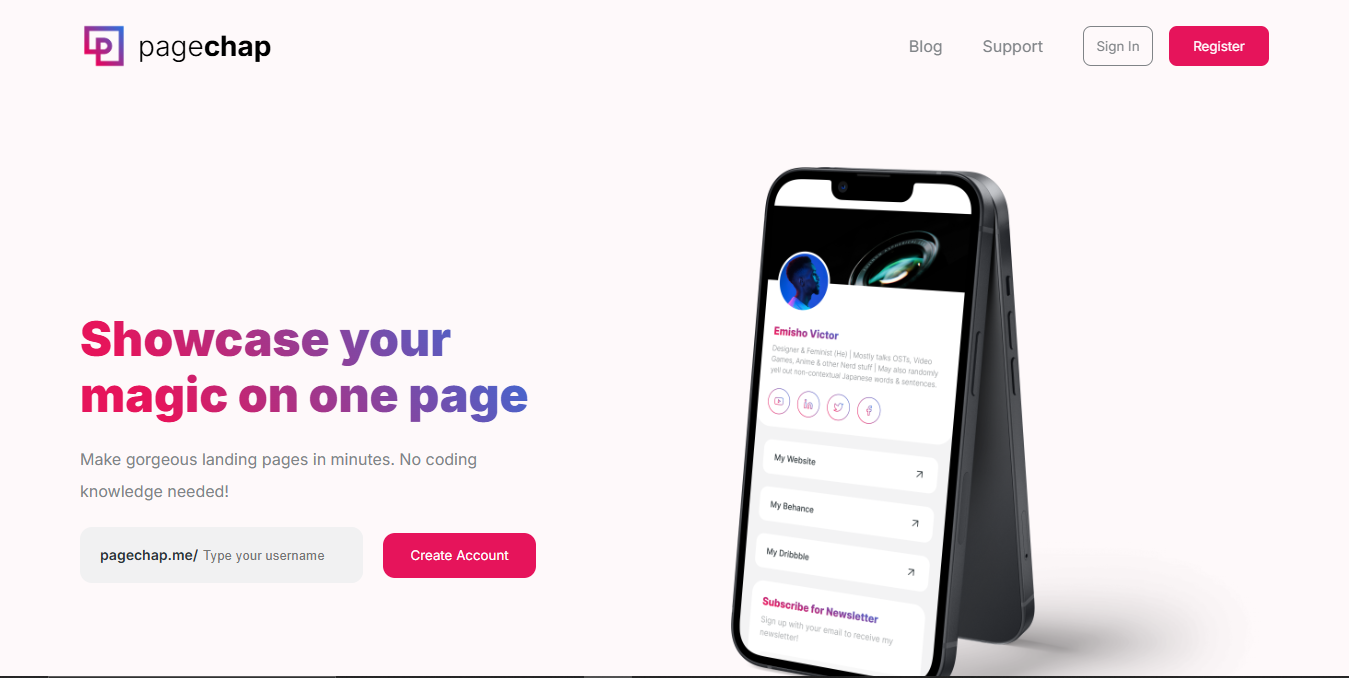 pagechap
Blog
Support
Sign In
Register
Showcase your
magic on one page
Make gorgeous landing pages in minutes. No coding
knowledge needed!
pagechap.me/ Type your username
Create Account
Emisho Victor
Designer & Feminist (He) | Mostly talks OSTs, Video
Games, Anime & other Nerd stuff | May also randomly
yell out non-contextual Japanese words & sentences.
My Website
My Behance
My Dribbble
Subscribe for Newsletter
Sign up with your email to receive my
newsletter!